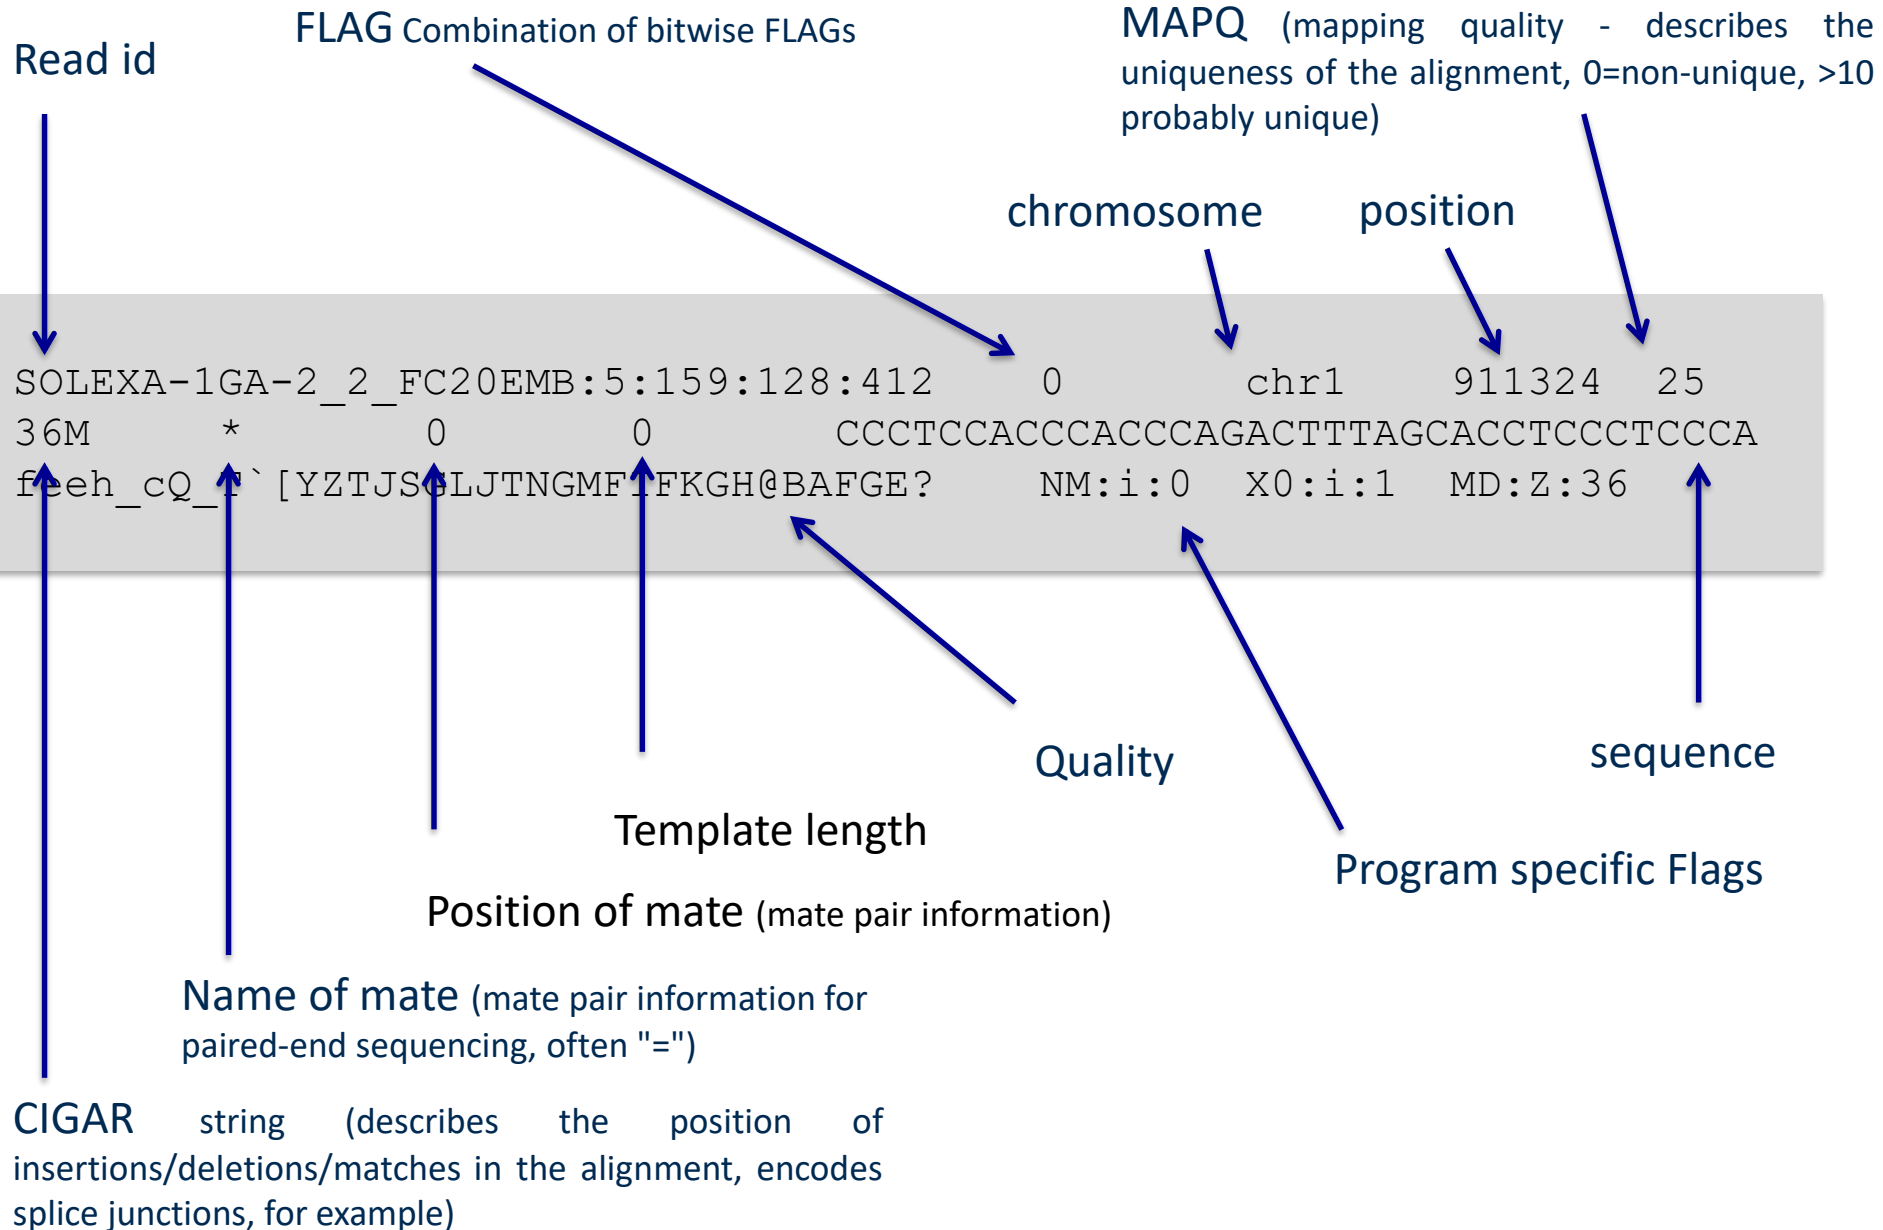 FLAG Combination of bitwise FLAGs
MAPQ (mapping quality - describes the
uniqueness of the alignment, 0=non-unique, >10
probably unique)
Read id
chromosome
position
SOLEXA-1GA-2_2_FC20EMB:5:159:128:412 0 chr1 911324 25
36M * 0 0 CCCTCCACCCACCCAGACTTTAGCACCTCCCTCCCA
feeh_cQ_F`[YZTJSGLJTNGMF FKGH@BAFGE? NM:i:0 X0:i:1 MD:Z:36
Quality
sequence
Template length
Program specific Flags
Position of mate (mate pair information)
Name of mate (mate pair information for
paired-end sequencing, often "=")
CIGAR string (describes the position of
insertions/deletions/matches in the alignment, encodes
splice junctions, for example)